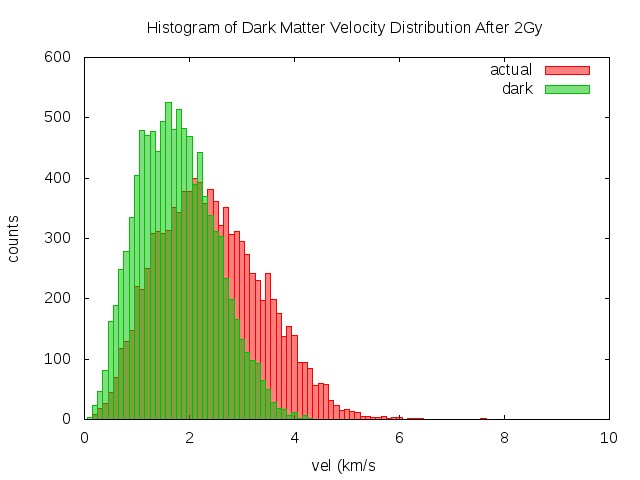 Histogram of Dark Matter Velocity Distribution After 2Gy
600
500
400
300
200
100
0
counts
actual
dark
0 2 4 6 8 10
vel (km/s